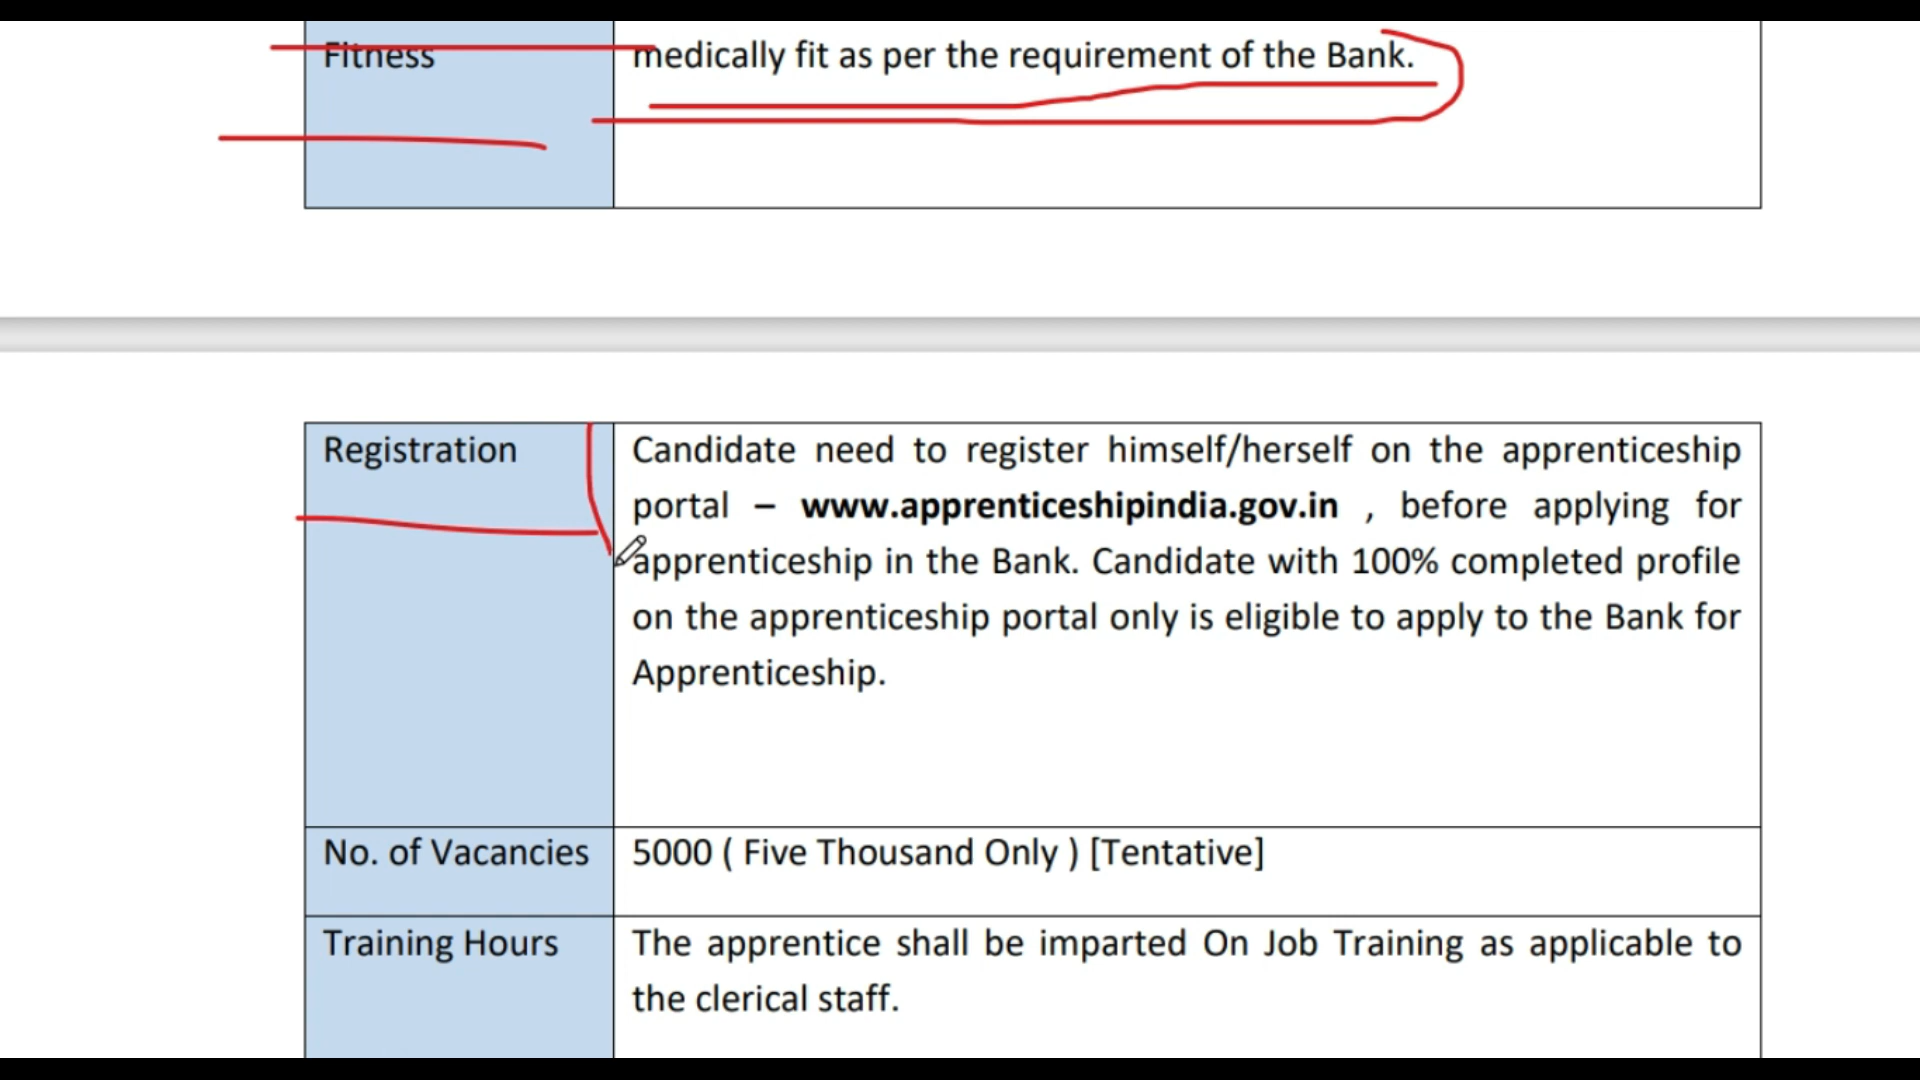 Fitness
medically fit as per the requirement of the Bank.
Registration
Candidate need to register himself/herself on the apprenticeship
portal – www.apprenticeshipindia.gov.in , before applying for
apprenticeship in the Bank. Candidate with 100% completed profile
on the apprenticeship portal only is eligible to apply to the Bank for
Apprenticeship.
No. of Vacancies
5000 ( Five Thousand Only ) [Tentative]
Training Hours
The apprentice shall be imparted On Job Training as applicable to
the clerical staff.